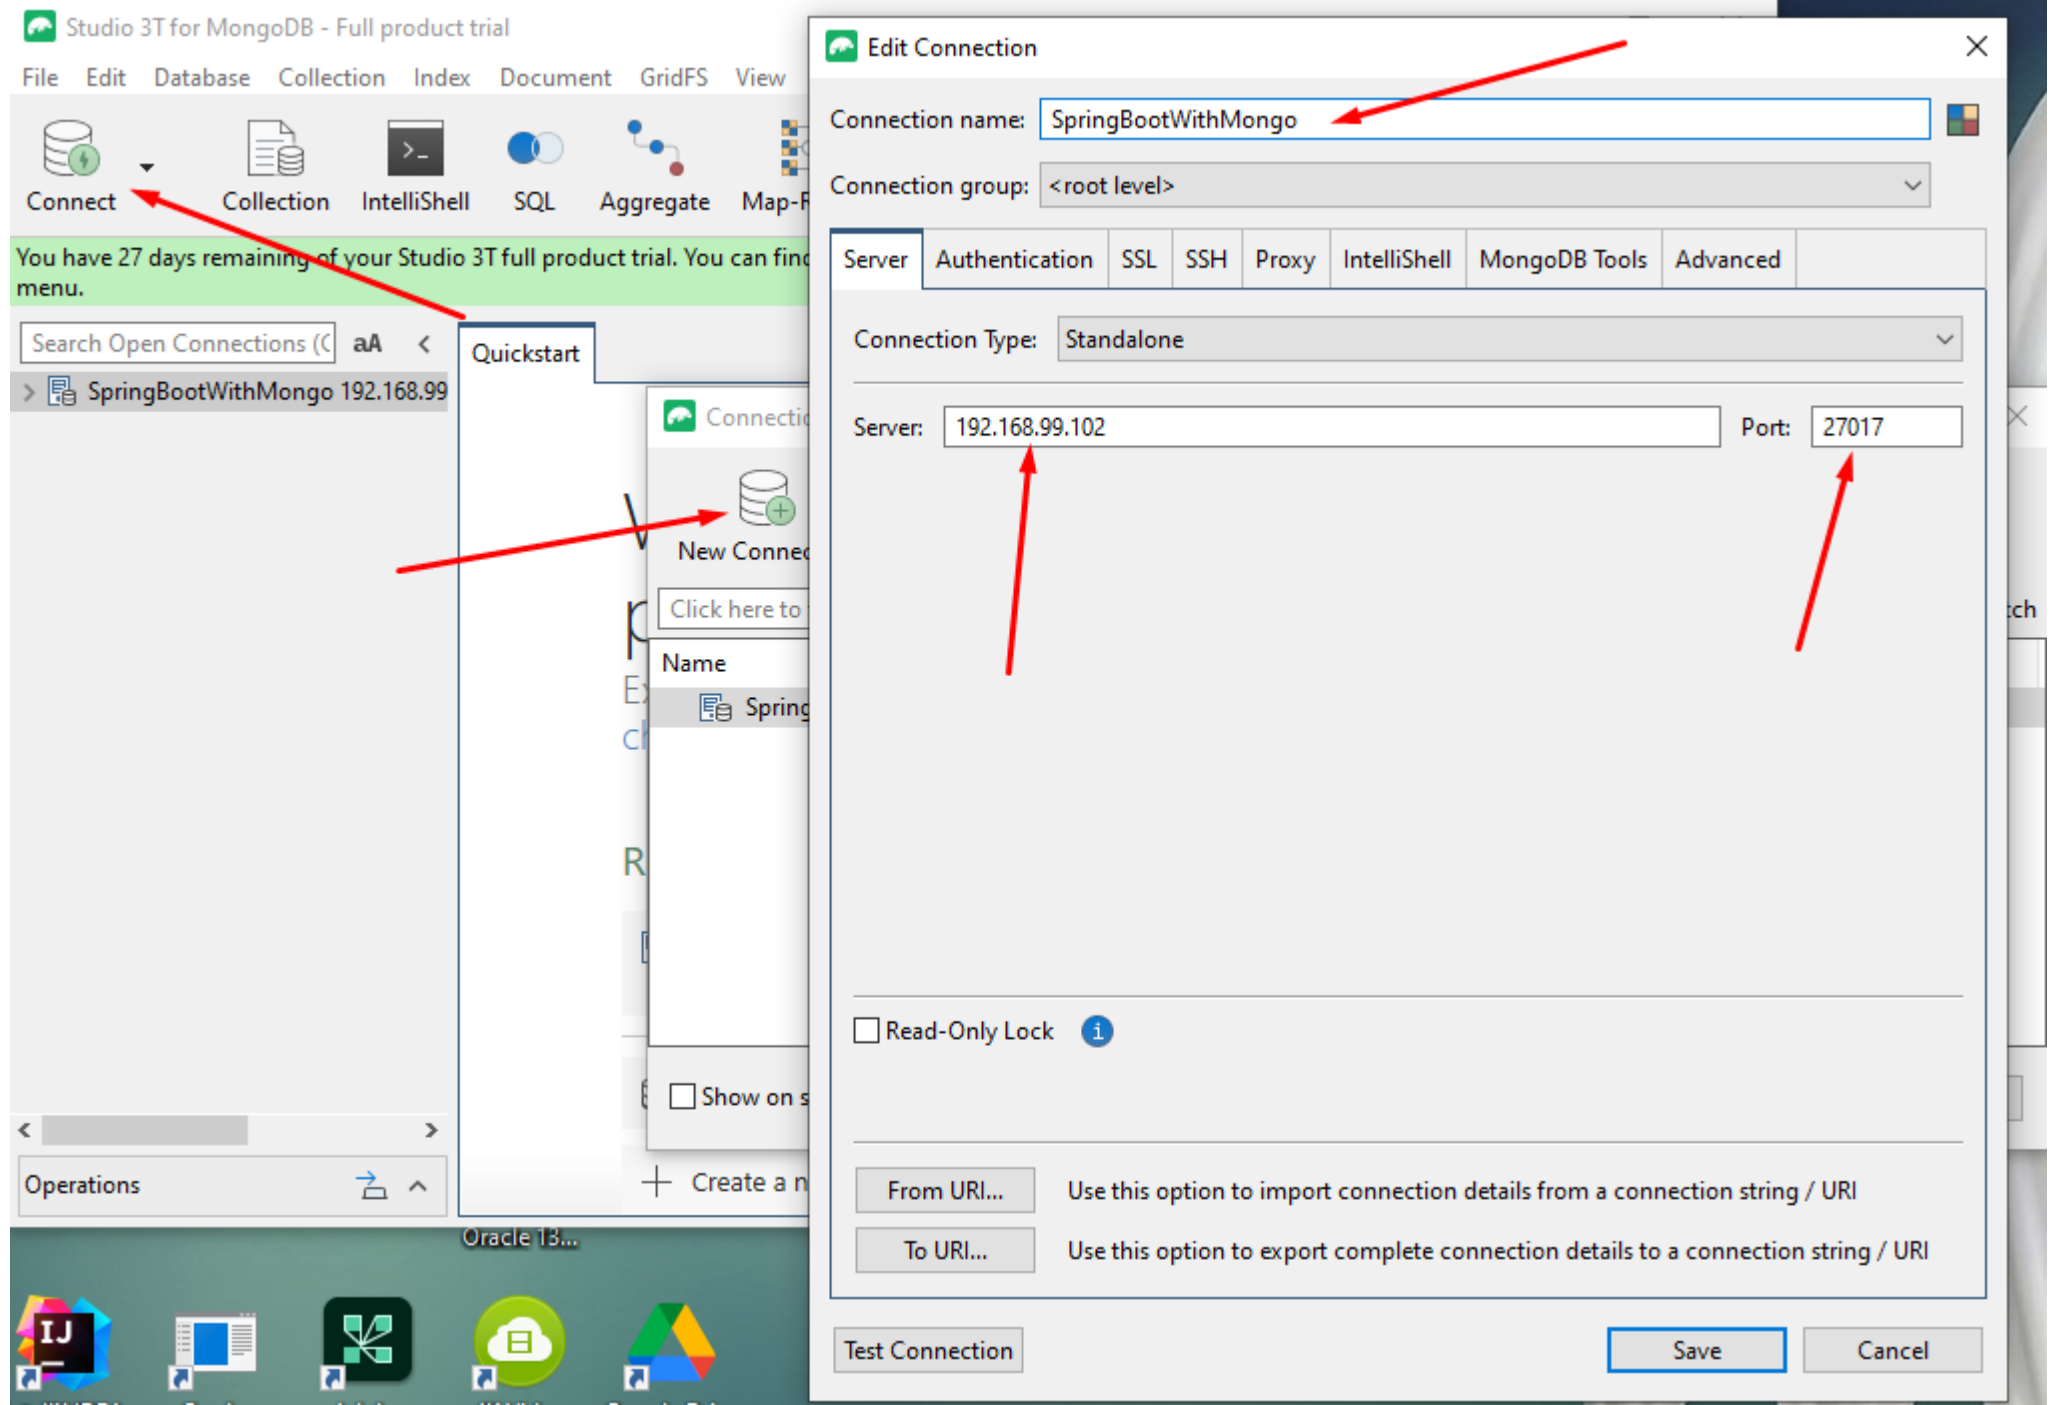 Studio 3T for MongoDB - Full product trial
File Edit Database Collection Index Document GridFS View
Connect Collection IntelliShell SQL Aggregate
You have 27 days remaining of your Studio 3T full product trial. You can find
menu.
Search Open Connections (C
aA
SpringBootWithMongo 192.168.99
Quickstart
Connectio
New Connec
Click here to
Name
Spring
Show on s
Operations
Create a n
Oracle 13...
IJ
Edit Connection
Connection name: SpringBootWithMongo
Connection group: <root level>
Server Authentication SSL SSH Proxy IntelliShell MongoDB Tools Advanced
Connection Type: Standalone
Server: 192.168.99.102 Port: 27017
Read-Only Lock i
From URI... Use this option to import connection details from a connection string / URI
To URI... Use this option to export complete connection details to a connection string / URI
Test Connection Save Cancel